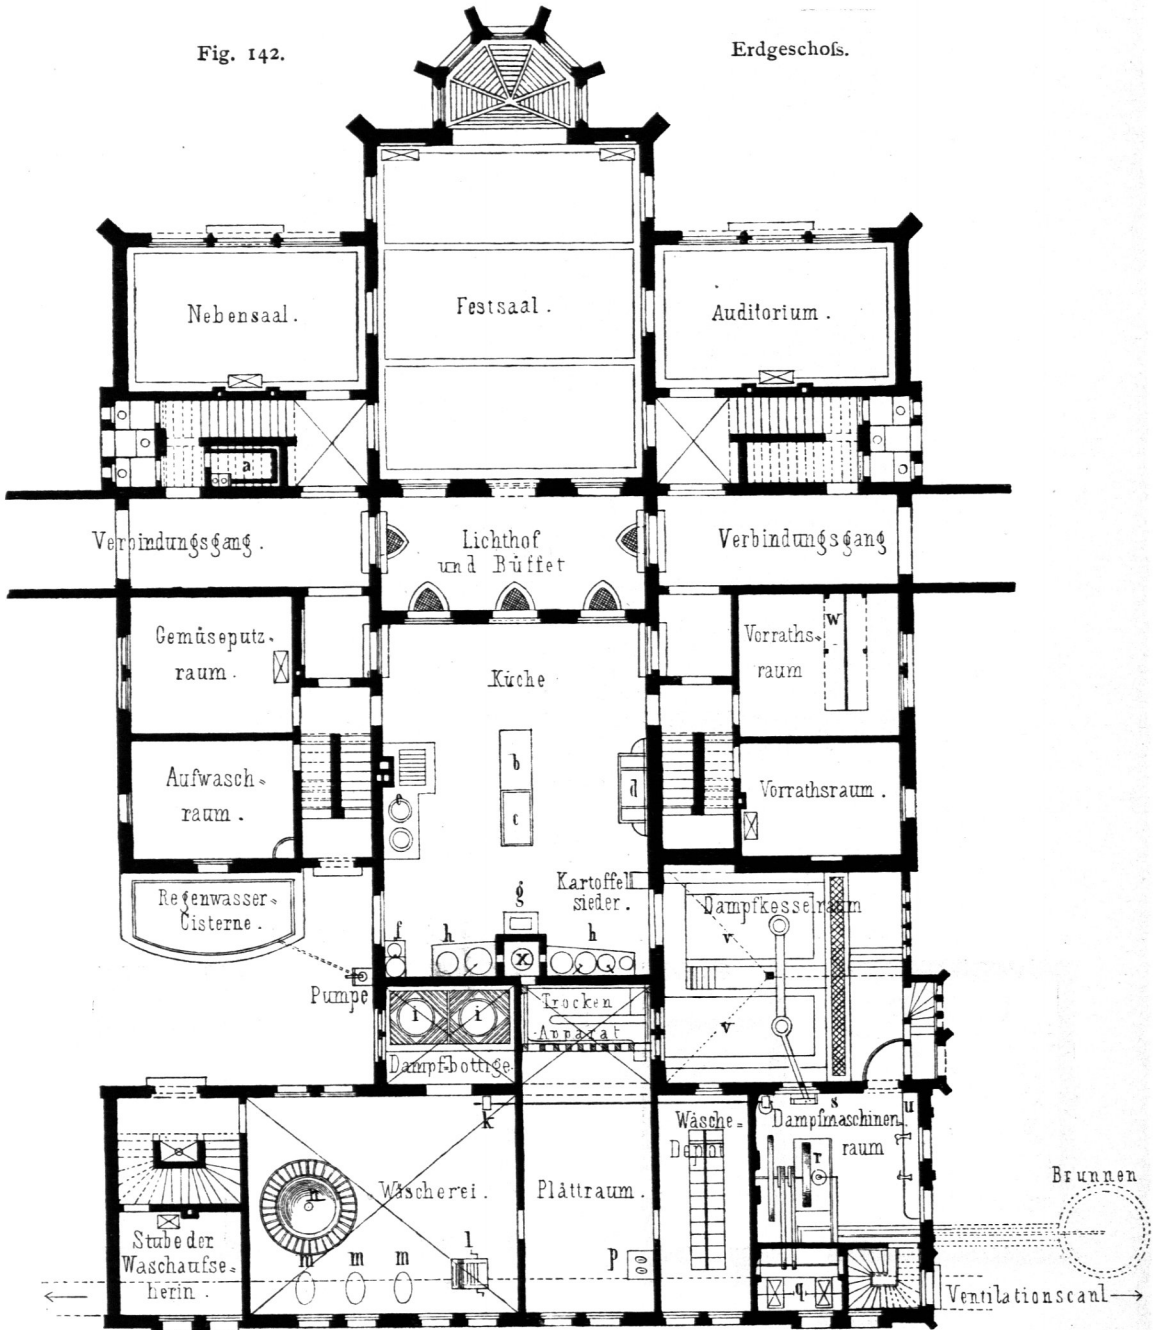 Fig. 142.
Erdgeschoſs.
Nebensaal.
Festsaal.
Auditorium.
a
Verbindungsgang.
Lichthof
und Büffet
Verbindungsgang
Gemüseputz-
raum.
Küche
Vorraths-
raum
w
Aufwasch-
raum.
b
c
d
e
Vorrathsraum.
Regenwasser-
Cisterne.
Kartoffel
sieder.
g
f
h
h
x
Dampfkesselraum
v
v
Pumpe
i
i
Trocken
Apparat
Dampfbottige
k
Wäsche-
Depot
s
u
Dampfmaschinen
raum
r
n
Wäscherei.
Plättraum.
Brunnen
Stube der
Waschaufse-
herin.
m
m
m
l
p
q
Ventilationscanl